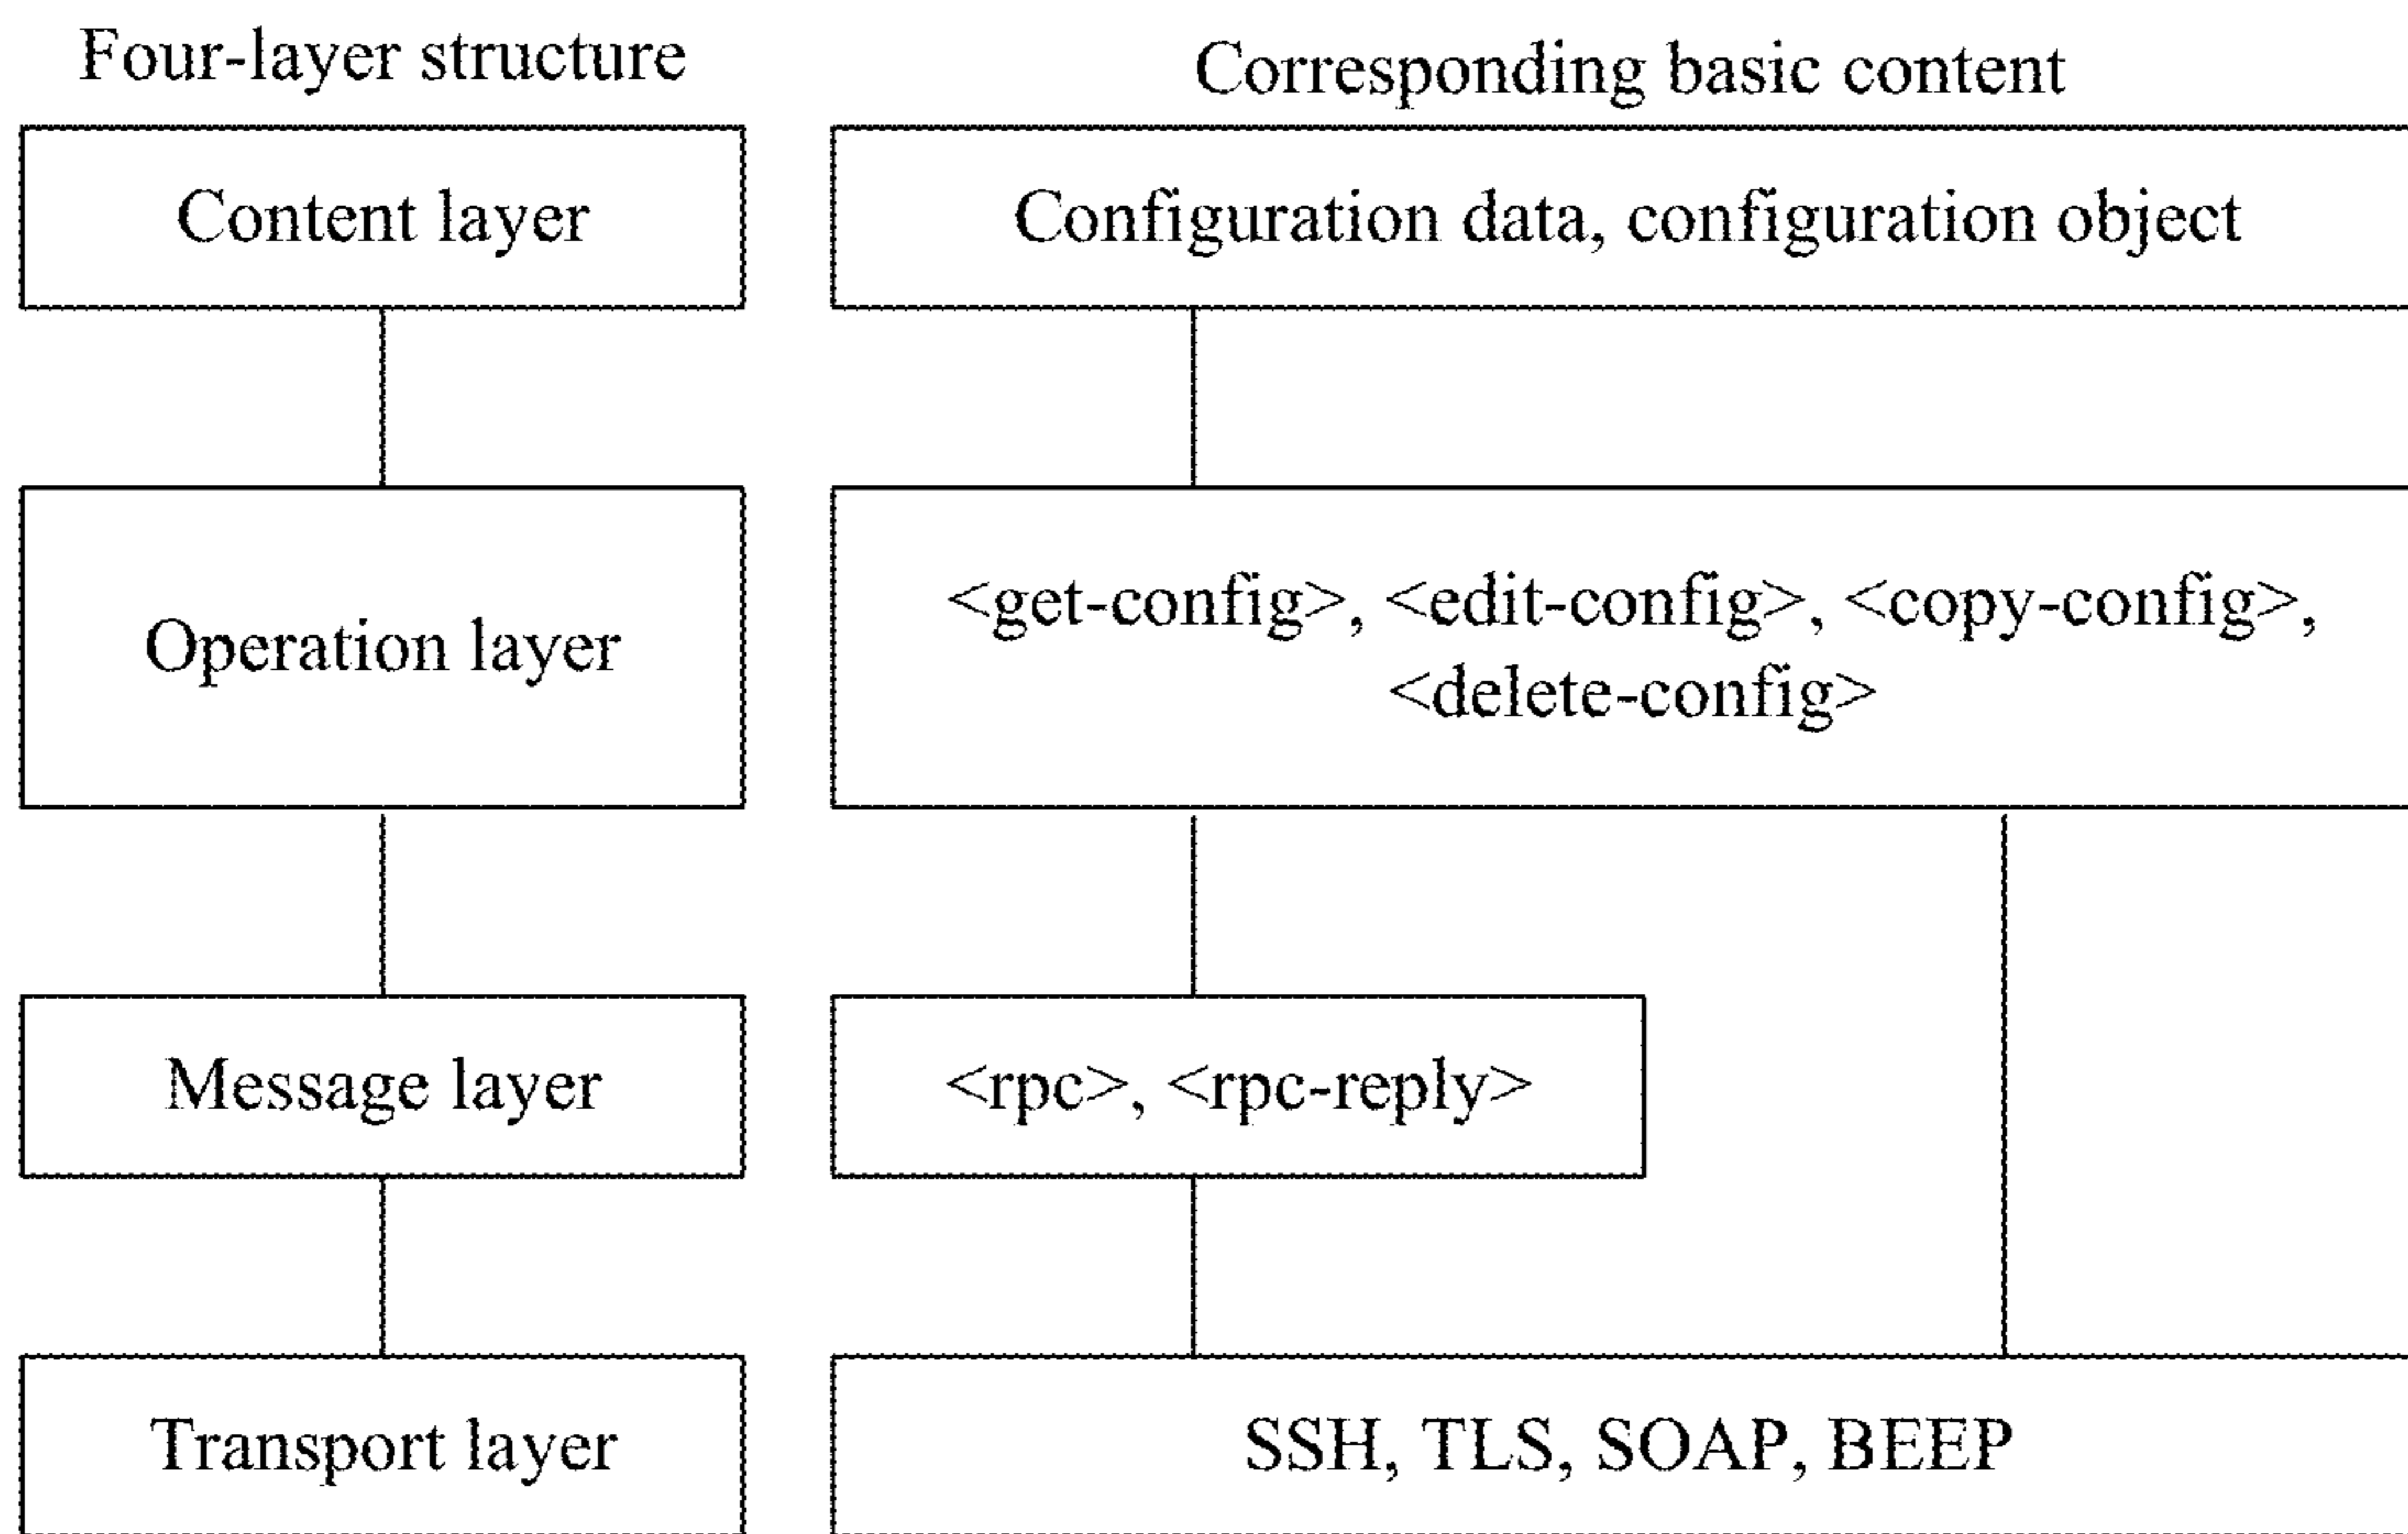 Four-layer structure
Corresponding basic content
Content layer
Configuration data, configuration object
Operation layer
<get-config>, <edit-config>, <copy-config>,
<delete-config>
Message layer
<rpc>, <rpc-reply>
Transport layer
SSH, TLS, SOAP, BEEP